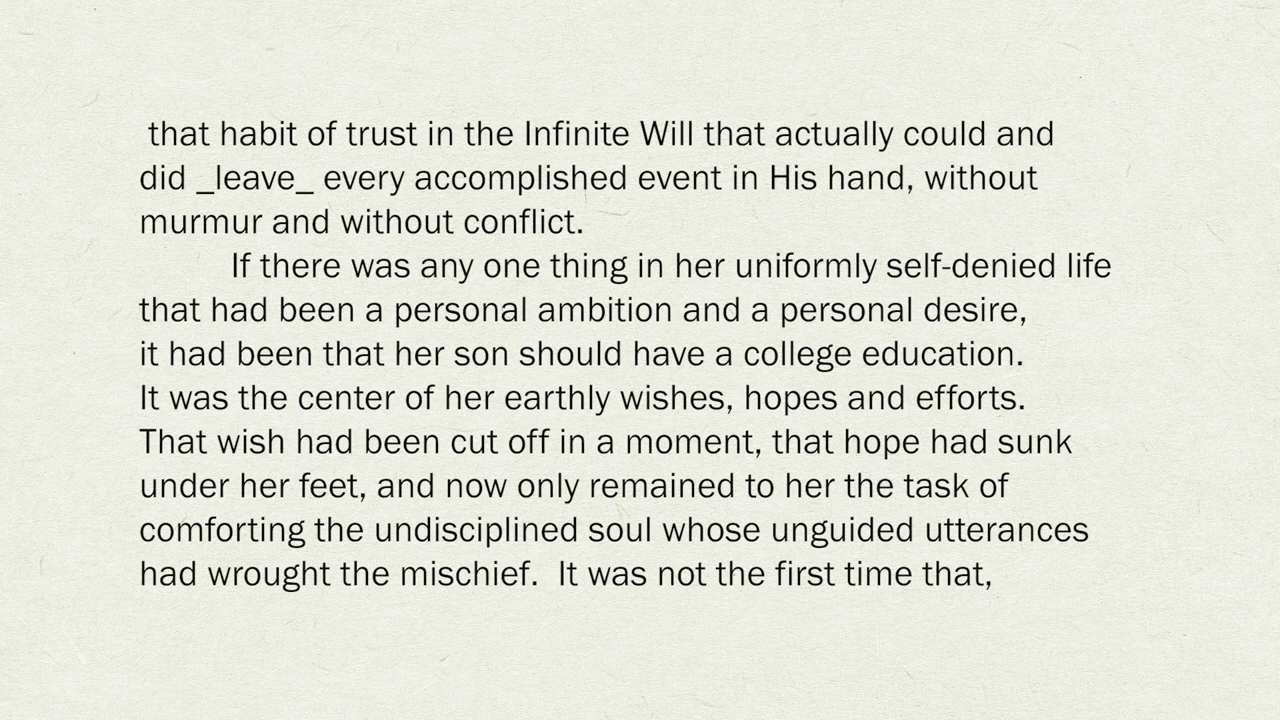 that habit of trust in the Infinite Will that actually could and
did _leave_ every accomplished event in His hand, without
murmur and without conflict.
If there was any one thing in her uniformly self-denied life
that had been a personal ambition and a personal desire,
it had been that her son should have a college education.
It was the center of her earthly wishes, hopes and efforts.
That wish had been cut off in a moment, that hope had sunk
under her feet, and now only remained to her the task of
comforting the undisciplined soul whose unguided utterances
had wrought the mischief.  It was not the first time that,